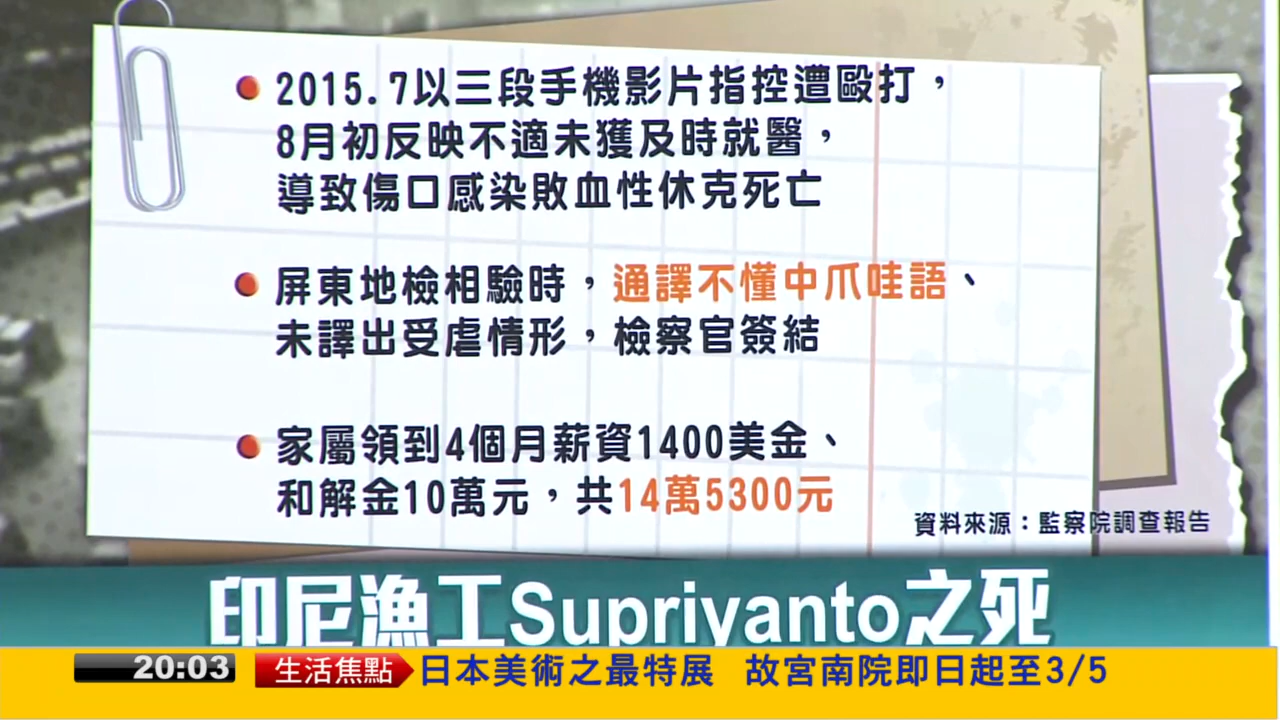 2015.7以三段手機影片指控遭毆打，
8月初反映不適未獲及時就醫，
導致傷口感染敗血性休克死亡
屏東地檢相驗時，通譯不懂中爪哇語、
未譯出受虐情形，檢察官簽結
家屬領到4個月薪資1400美金、
和解金10萬元，共14萬5300元
資料來源：監察院調查報告
印尼漁工Supriyanto之死
20:03 生活焦點 日本美術之最特展 故宮南院即日起至3/5